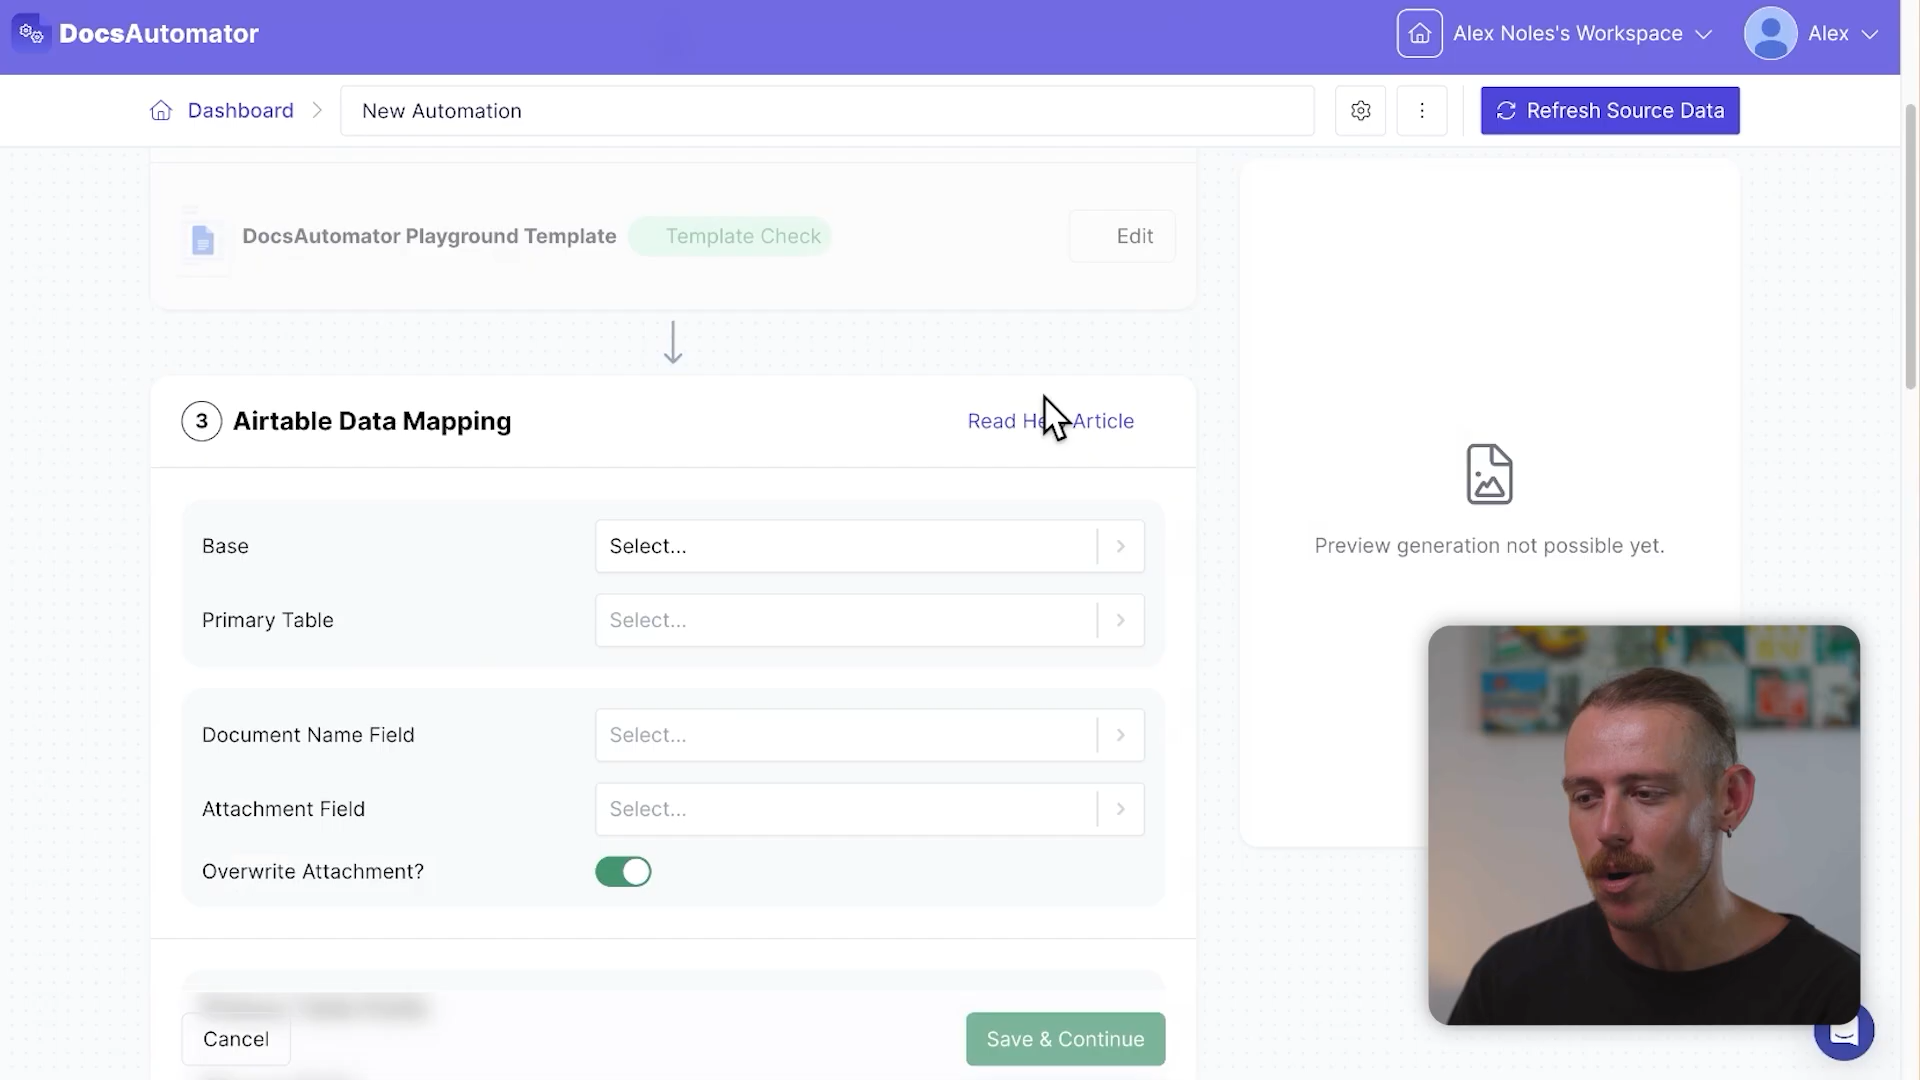 DocsAutomator
Alex Noles's Workspace
Alex
Dashboard
New Automation
Refresh Source Data
DocsAutomator Playground Template
Template Check
Edit
3 Airtable Data Mapping
Read He Article
Base
Select...
Primary Table
Select...
Preview generation not possible yet.
Document Name Field
Select...
Attachment Field
Select...
Overwrite Attachment?
Cancel
Save & Continue